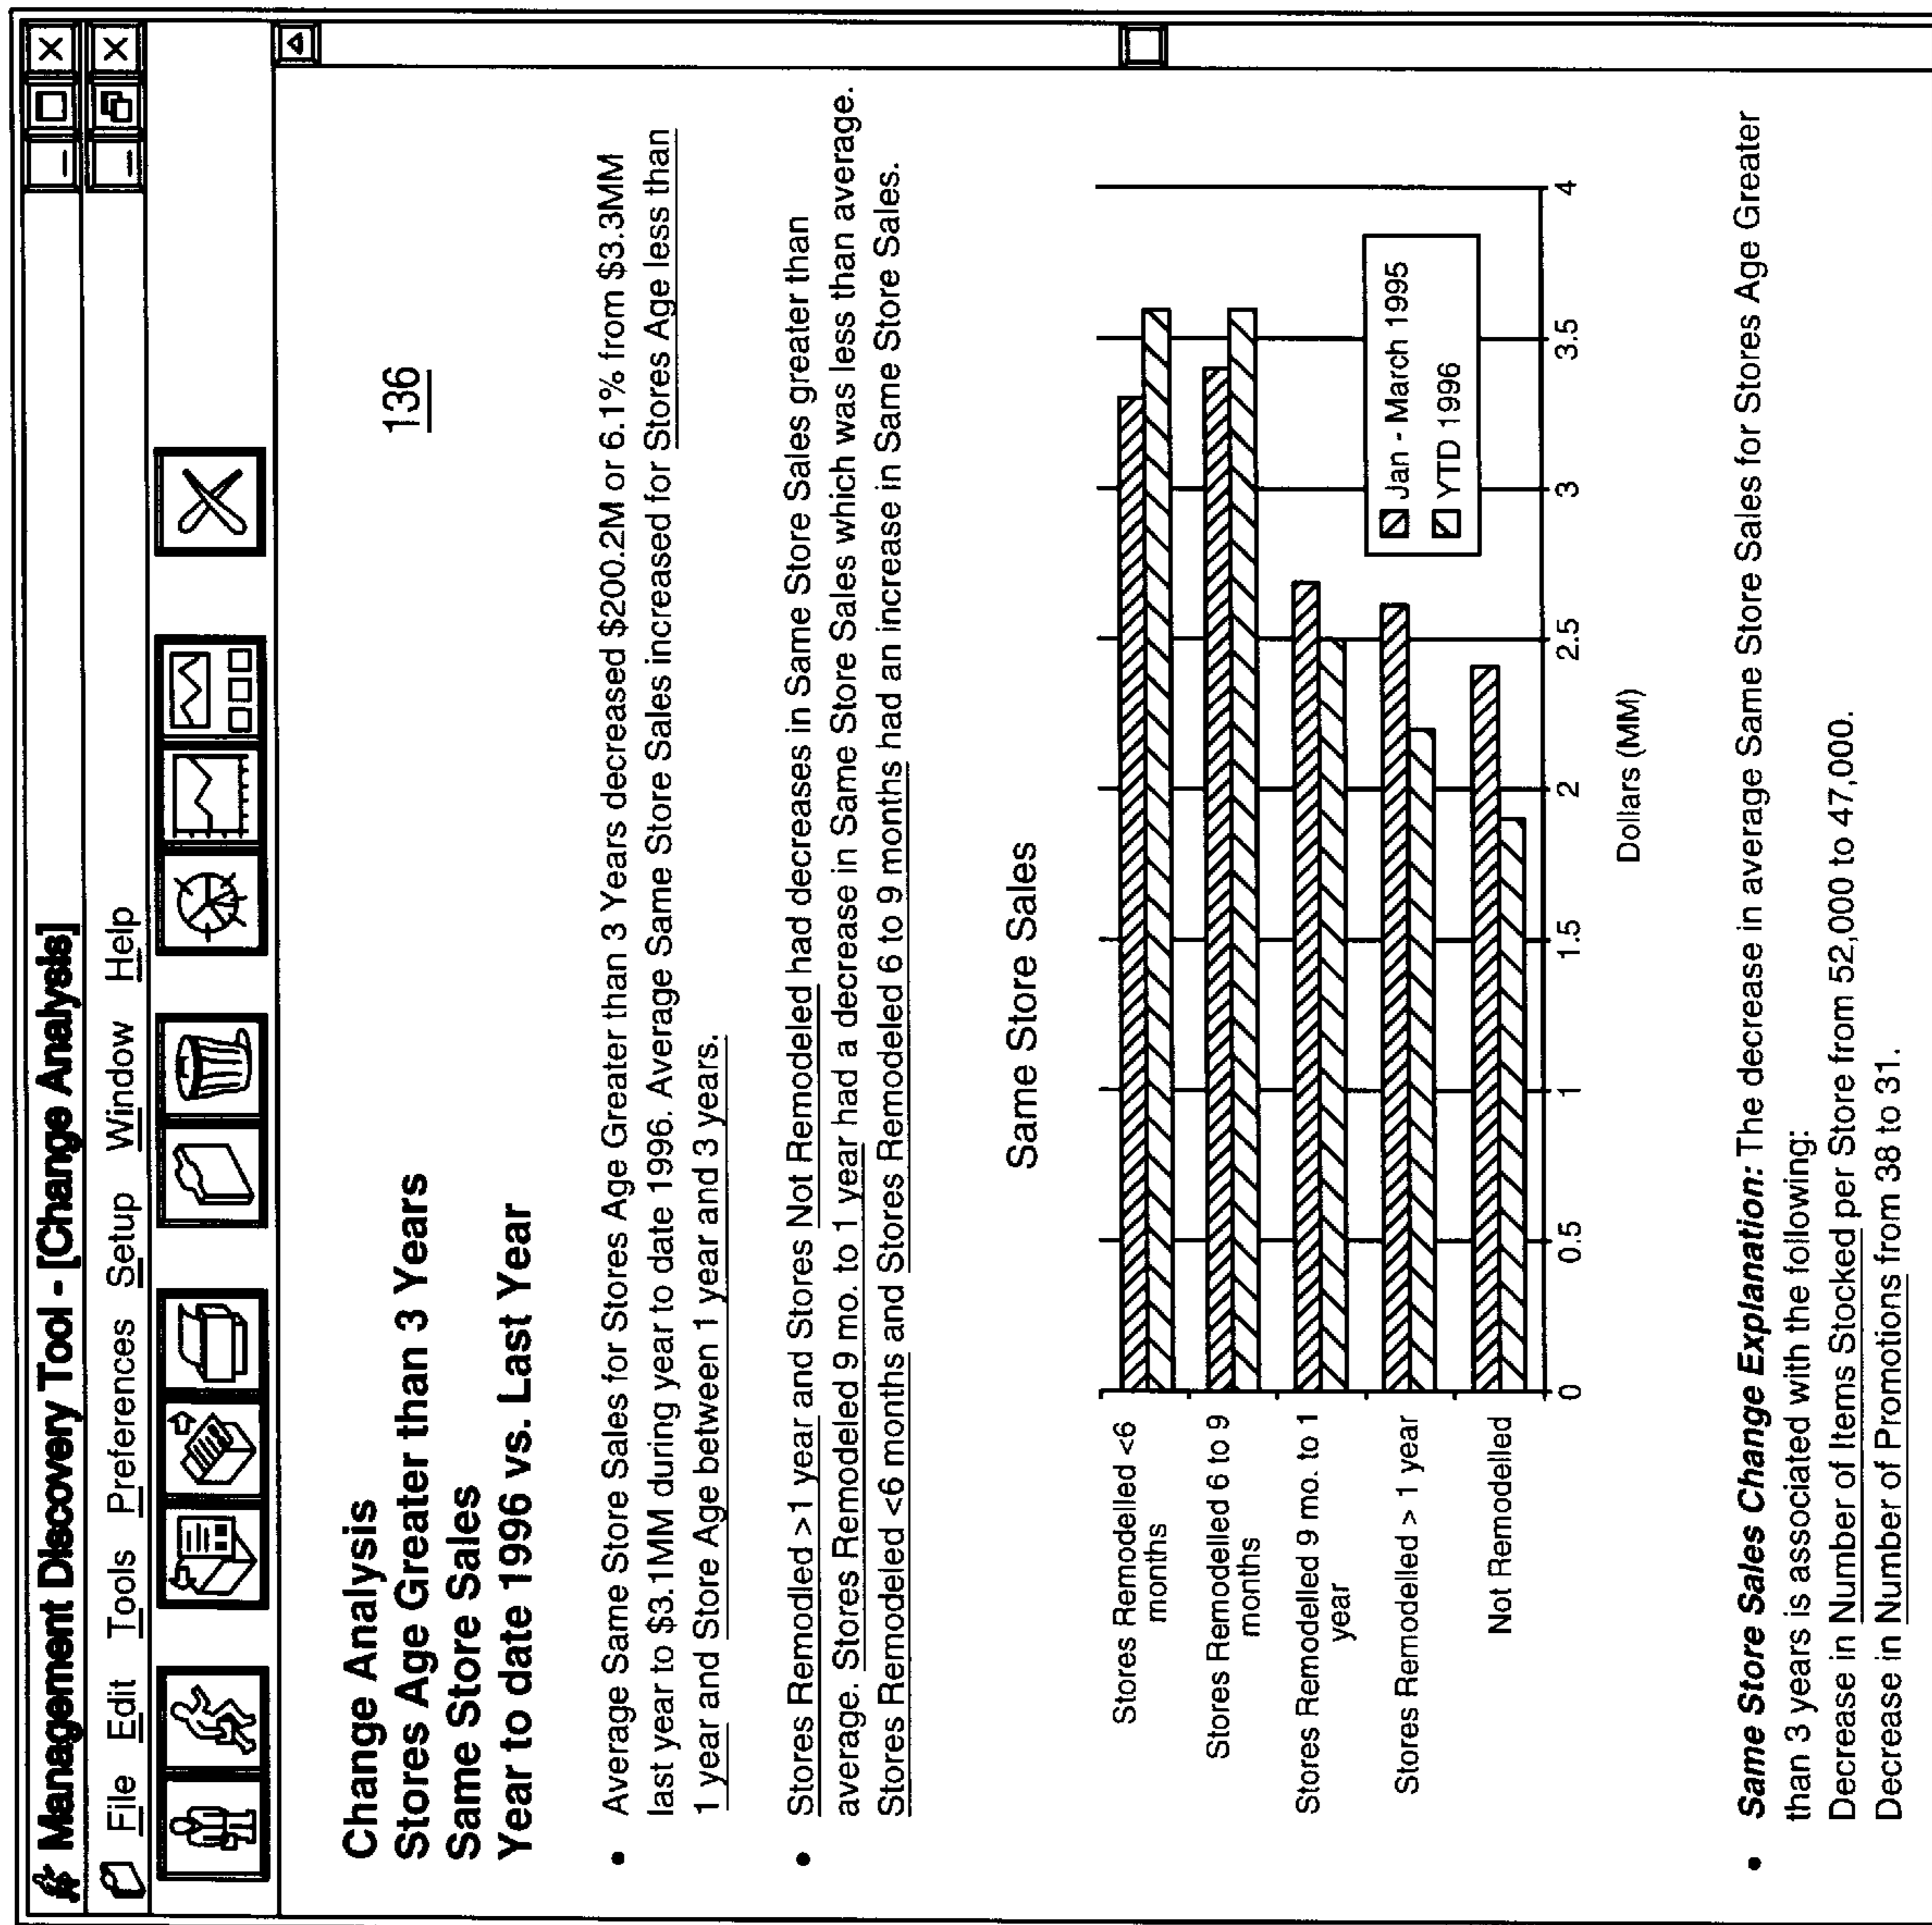 Management Discovery Tool - [Change Analysis]
File Edit Tools Preferences Setup Window Help
136
Change Analysis
Stores Age Greater than 3 Years
Same Store Sales
Year to date 1996 vs. Last Year
• Average Same Store Sales for Stores Age Greater than 3 Years decreased $200.2M or 6.1% from $3.3MM
last year to $3.1MM during year to date 1996. Average Same Store Sales increased for Stores Age less than
1 year and Store Age between 1 year and 3 years.
• Stores Remodled >1 year and Stores Not Remodeled had decreases in Same Store Sales greater than
average. Stores Remodeled 9 mo. to 1 year had a decrease in Same Store Sales which was less than average.
Stores Remodeled <6 months and Stores Remodeled 6 to 9 months had an increase in Same Store Sales.
Same Store Sales
Stores Remodelled <6
months
Stores Remodelled 6 to 9
months
Stores Remodelled 9 mo. to 1
year
Stores Remodelled > 1 year
Not Remodelled
Jan - March 1995
YTD 1996
0 0.5 1 1.5 2 2.5 3 3.5 4
Dollars (MM)
• Same Store Sales Change Explanation: The decrease in average Same Store Sales for Stores Age Greater
than 3 years is associated with the following:
Decrease in Number of Items Stocked per Store from 52,000 to 47,000.
Decrease in Number of Promotions from 38 to 31.